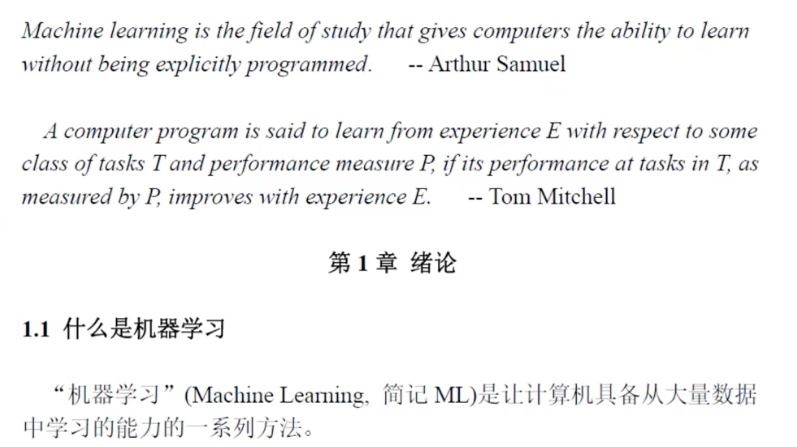 Machine learning is the field of study that gives computers the ability to learn
without being explicitly programmed. -- Arthur Samuel
A computer program is said to learn from experience E with respect to some
class of tasks T and performance measure P, if its performance at tasks in T, as
measured by P, improves with experience E. -- Tom Mitchell
第 1 章 绪论
1.1 什么是机器学习
“机器学习”(Machine Learning, 简记 ML)是让计算机具备从大量数据
中学习的能力的一系列方法。